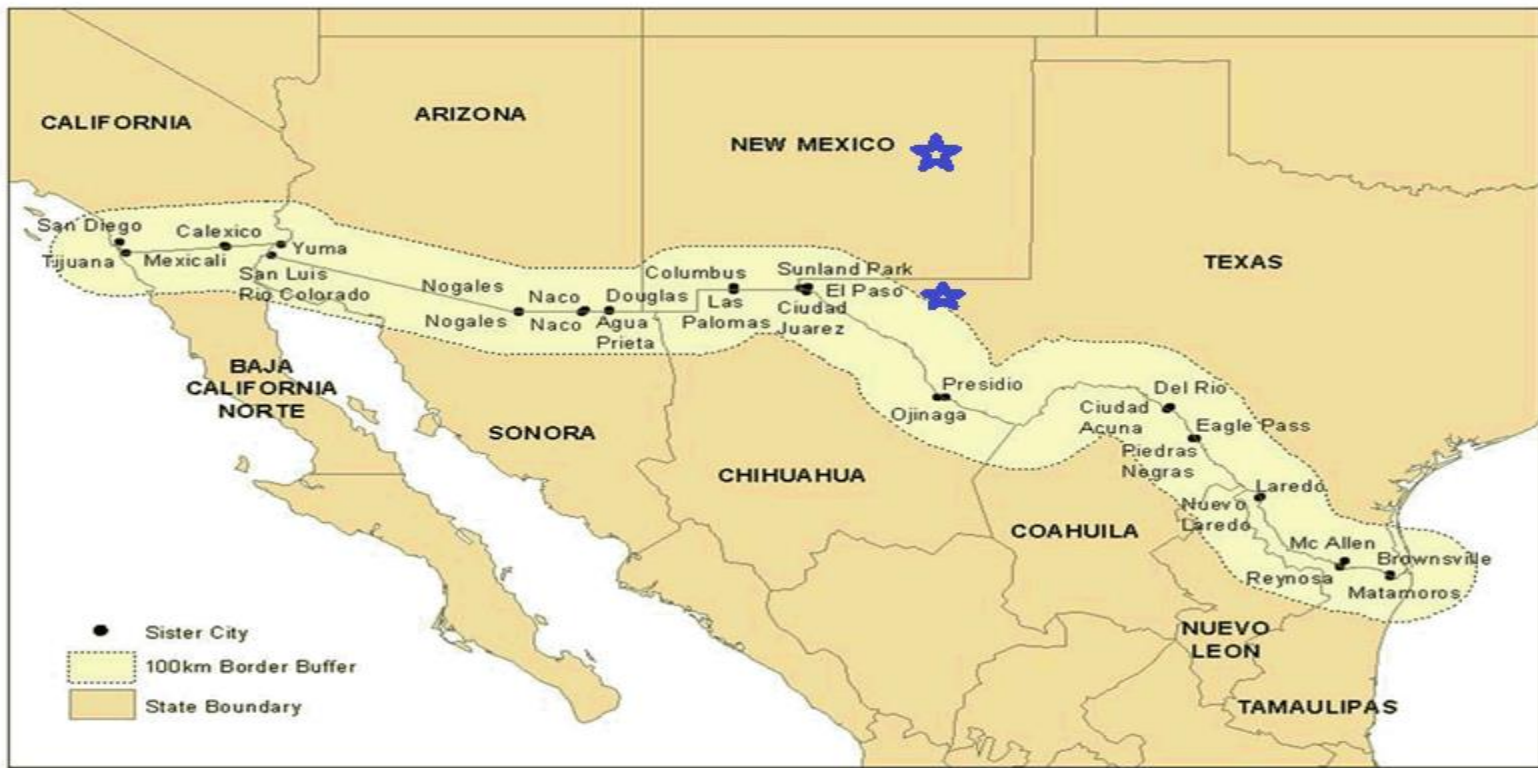 CALIFORNIA
ARIZONA
NEW MEXICO
TEXAS
San Diego
Tijuana
Calexico
Mexicali
Yuma
San Luis
Rio Colorado
Nogales
Nogales
Naco
Naco
Douglas
Agua
Prieta
Columbus
Las
Palomas
Sunland Park
El Paso
Ciudad
Juarez
Presidio
Ojinaga
Del Rio
Ciudad
Acuna
Eagle Pass
Piedras
Negras
Laredo
Nuevo
Laredo
Mc Allen
Reynosa
Brownsville
Matamoros
BAJA
CALIFORNIA
NORTE
SONORA
CHIHUAHUA
COAHUILA
NUEVO
LEON
TAMAULIPAS
Sister City
100km Border Buffer
State Boundary